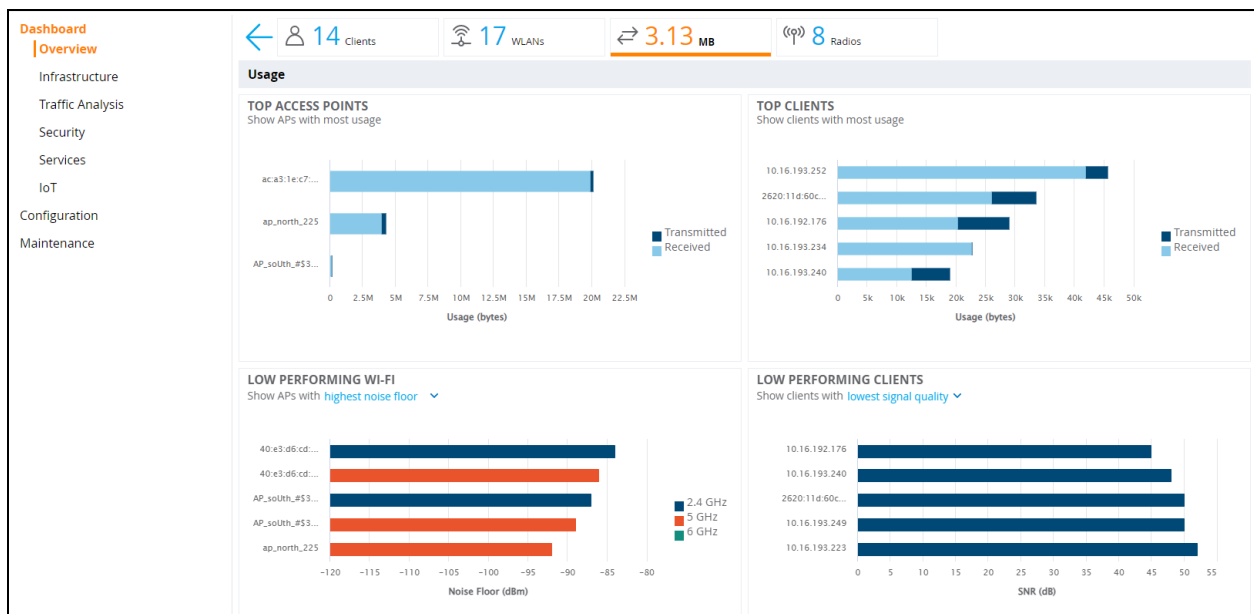 Dashboard
Overview
Infrastructure
Traffic Analysis
Security
Services
IoT
Configuration
Maintenance
14 Clients
17 WLANs
3.13 MB
8 Radios
Usage
TOP ACCESS POINTS
Show APs with most usage
ac:a3:1e:c7:...
ap_north_225
AP_soUth_#$3...
0 2.5M 5M 7.5M 10M 12.5M 15M 17.5M 20M 22.5M
Usage (bytes)
Transmitted
Received
TOP CLIENTS
Show clients with most usage
10.16.193.252
2620:11d:60c...
10.16.192.176
10.16.193.234
10.16.193.240
0 5k 10k 15k 20k 25k 30k 35k 40k 45k 50k
Usage (bytes)
Transmitted
Received
LOW PERFORMING WI-FI
Show APs with highest noise floor
40:e3:d6:cd:...
40:e3:d6:cd:...
AP_soUth_#$3...
AP_soUth_#$3...
ap_north_225
−120 −115 −110 −105 −100 −95 −90 −85 −80
Noise Floor (dBm)
2.4 GHz
5 GHz
6 GHz
LOW PERFORMING CLIENTS
Show clients with lowest signal quality
10.16.192.176
10.16.193.240
2620:11d:60c...
10.16.193.249
10.16.193.223
0 5 10 15 20 25 30 35 40 45 50 55
SNR (dB)